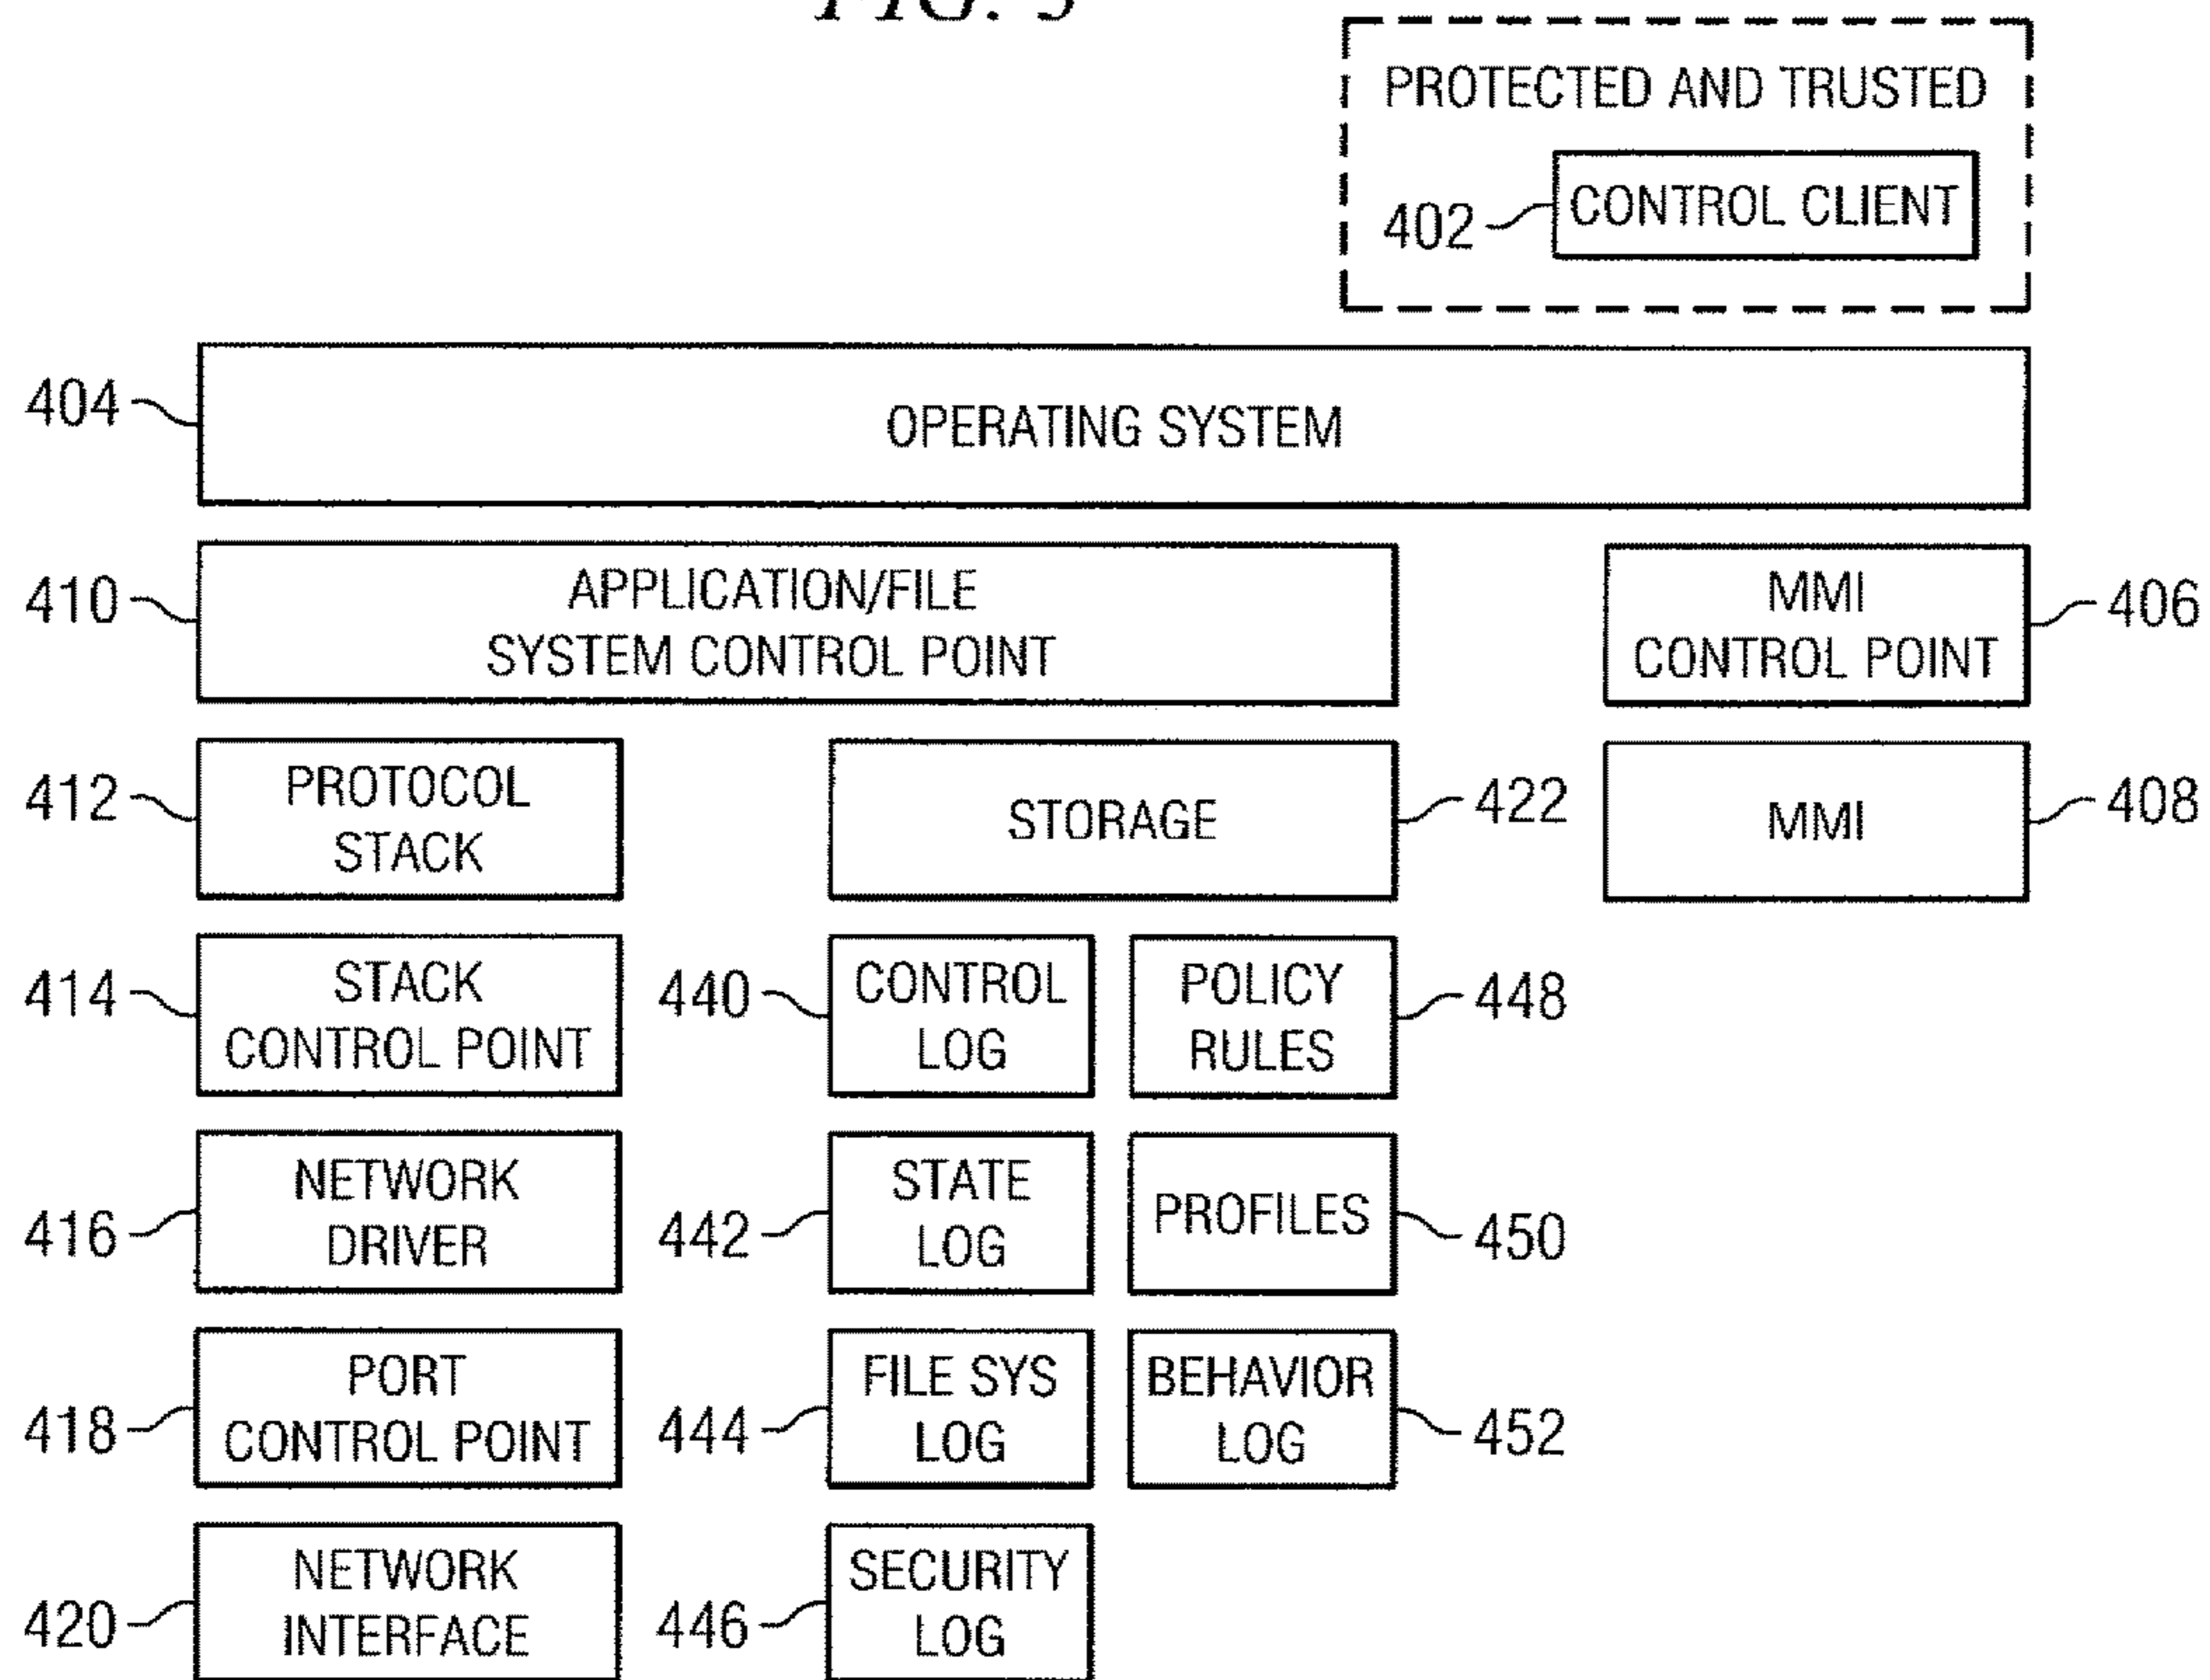 PROTECTED AND TRUSTED
402 CONTROL CLIENT
404 OPERATING SYSTEM
410 APPLICATION/FILE
SYSTEM CONTROL POINT
MMI
CONTROL POINT 406
412 PROTOCOL
STACK
STORAGE 422
MMI 408
414 STACK
CONTROL POINT
440 CONTROL
LOG
POLICY
RULES 448
416 NETWORK
DRIVER
442 STATE
LOG
PROFILES 450
418 PORT
CONTROL POINT
444 FILE SYS
LOG
BEHAVIOR
LOG 452
420 NETWORK
INTERFACE
446 SECURITY
LOG